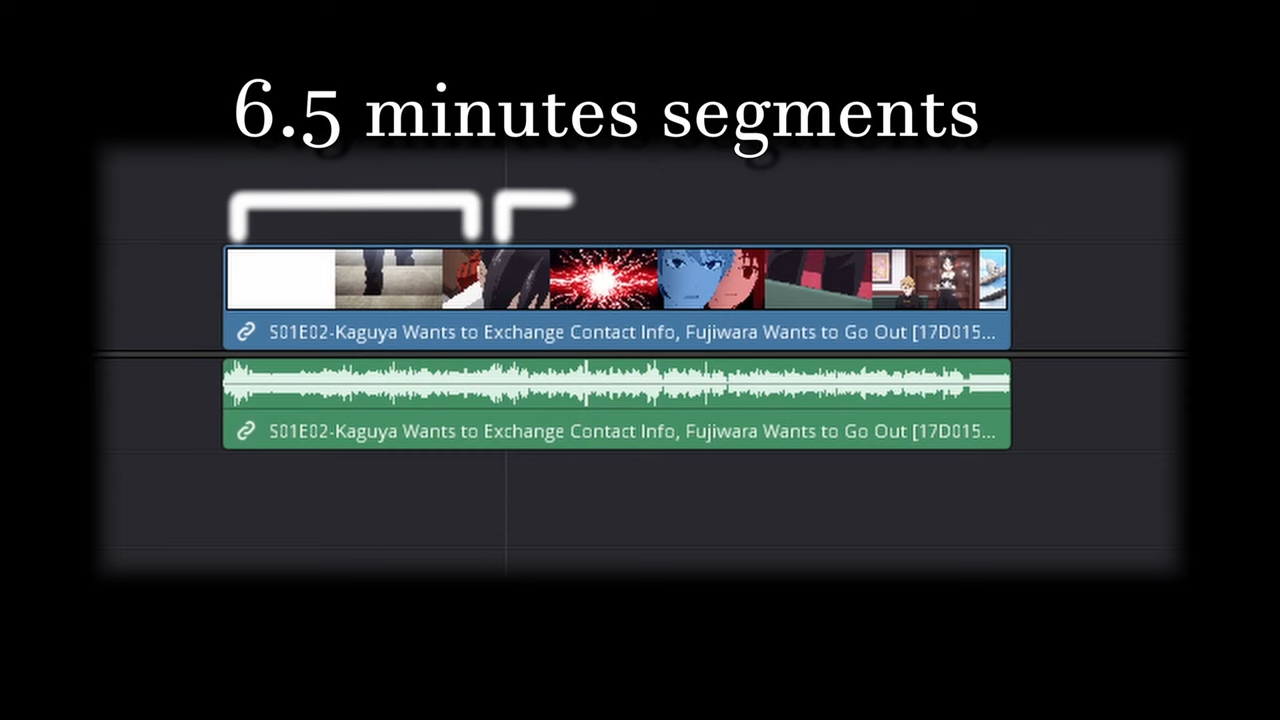 6.5 minutes segments
S01E02-Kaguya Wants to Exchange Contact Info, Fujiwara Wants to Go Out [17D015...
S01E02-Kaguya Wants to Exchange Contact Info, Fujiwara Wants to Go Out [17D015...